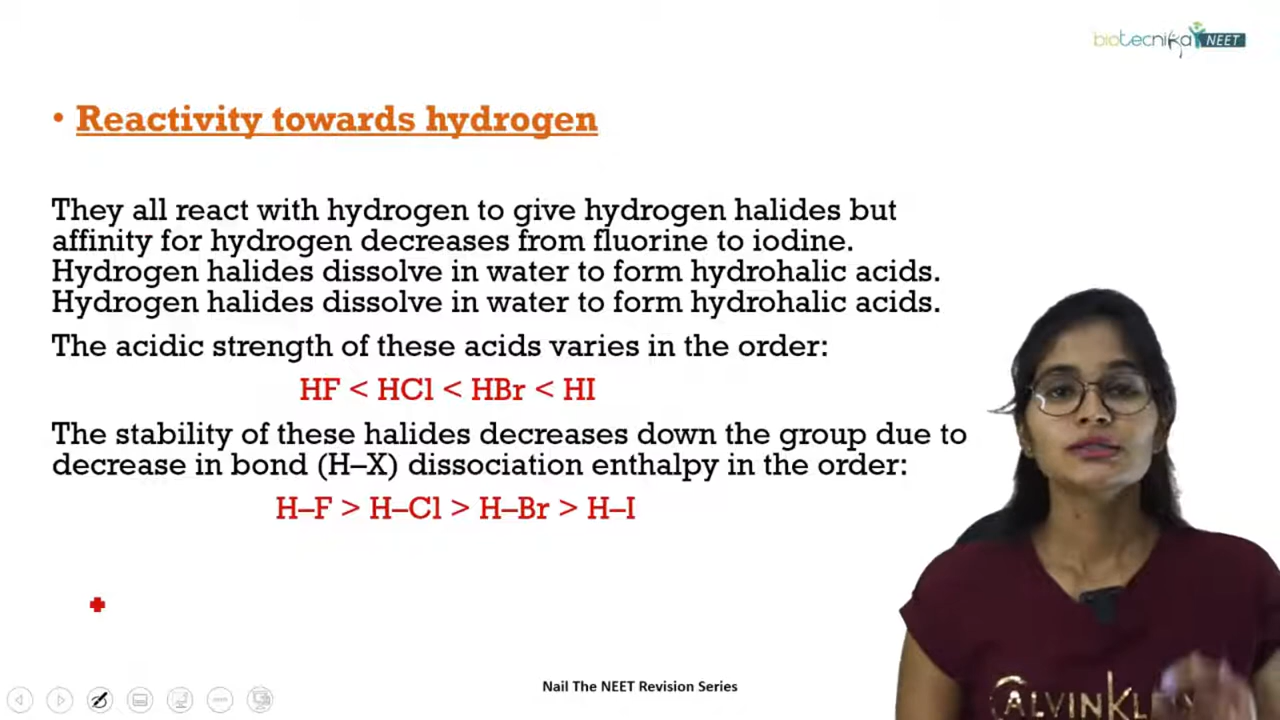 biotecnika NEET
• Reactivity towards hydrogen
They all react with hydrogen to give hydrogen halides but
affinity for hydrogen decreases from fluorine to iodine.
Hydrogen halides dissolve in water to form hydrohalic acids.
Hydrogen halides dissolve in water to form hydrohalic acids.
The acidic strength of these acids varies in the order:
HF < HCl < HBr < HI
The stability of these halides decreases down the group due to
decrease in bond (H–X) dissociation enthalpy in the order:
H–F > H–Cl > H–Br > H–I
Nail The NEET Revision Series